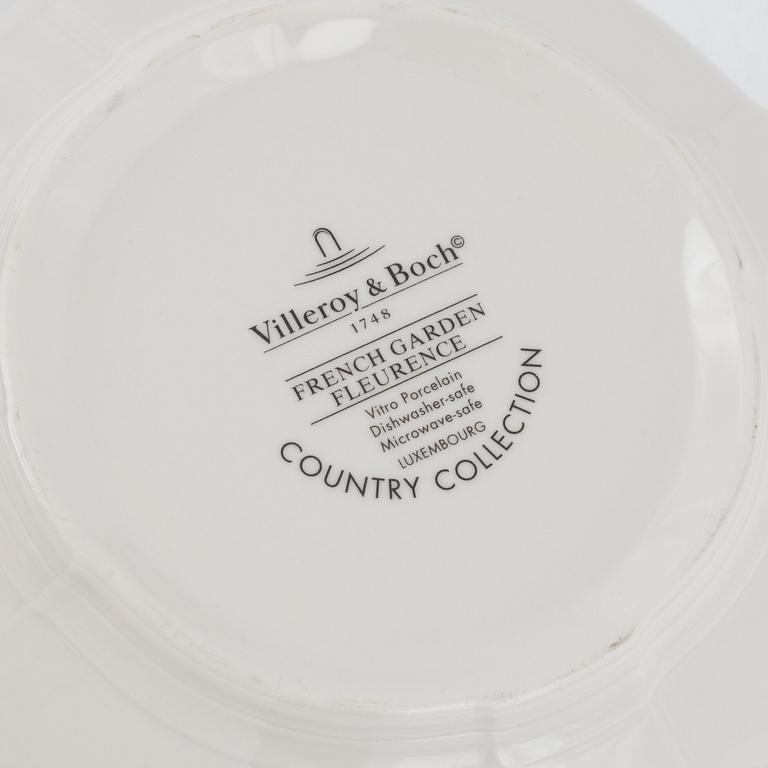 Villeroy & Boch©
1748
FRENCH GARDEN
FLEURENCE
Vitro Porcelain
Dishwasher-safe
Microwave-safe
LUXEMBOURG
COUNTRY COLLECTION